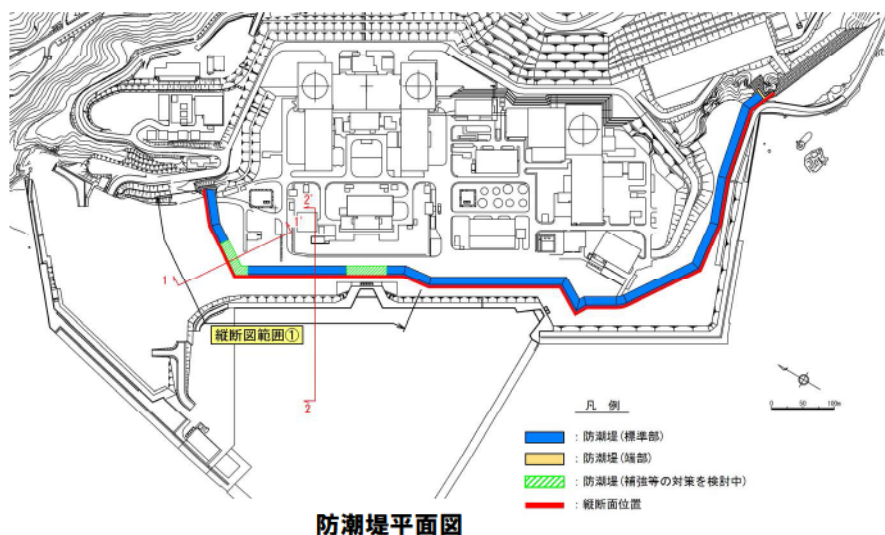 2'
1'
1
縦断図範囲①
2
0 50 100m
凡 例
：防潮堤(標準部)
：防潮堤(端部)
：防潮堤(補強等の対策を検討中)
：縦断面位置
防潮堤平面図